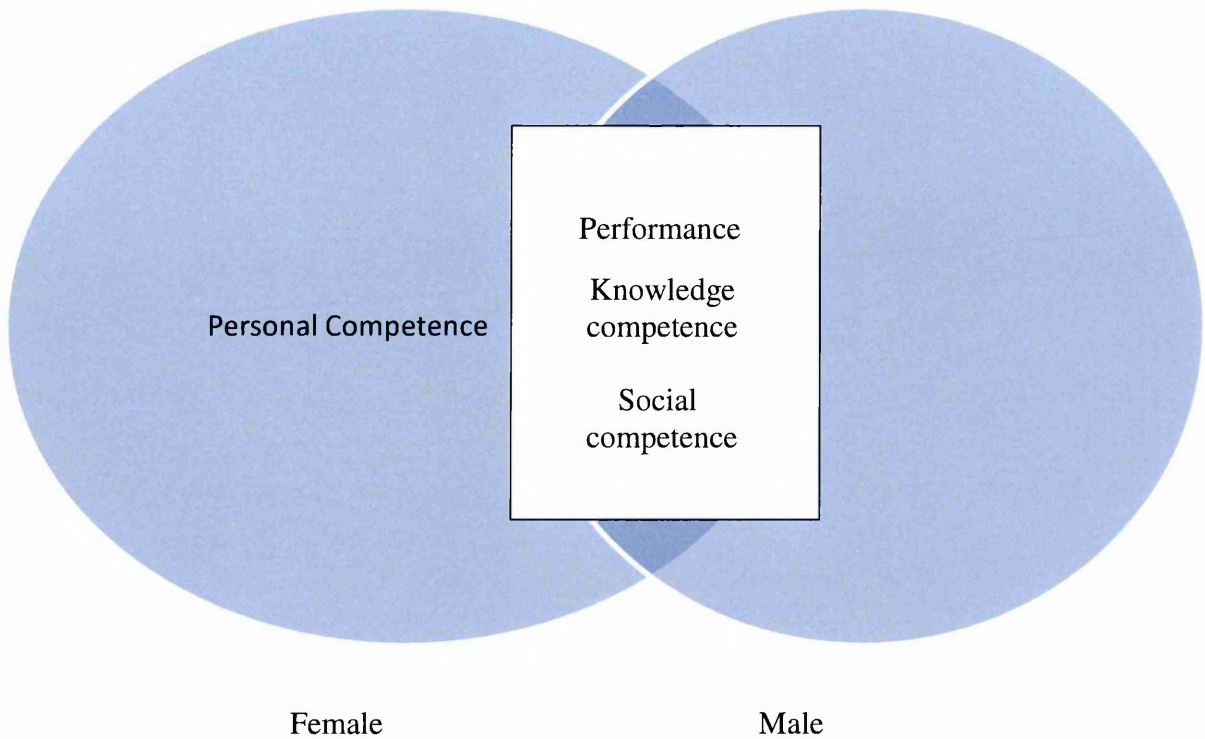 Performance
Knowledge
competence
Personal Competence
Social
competence
Female
Male